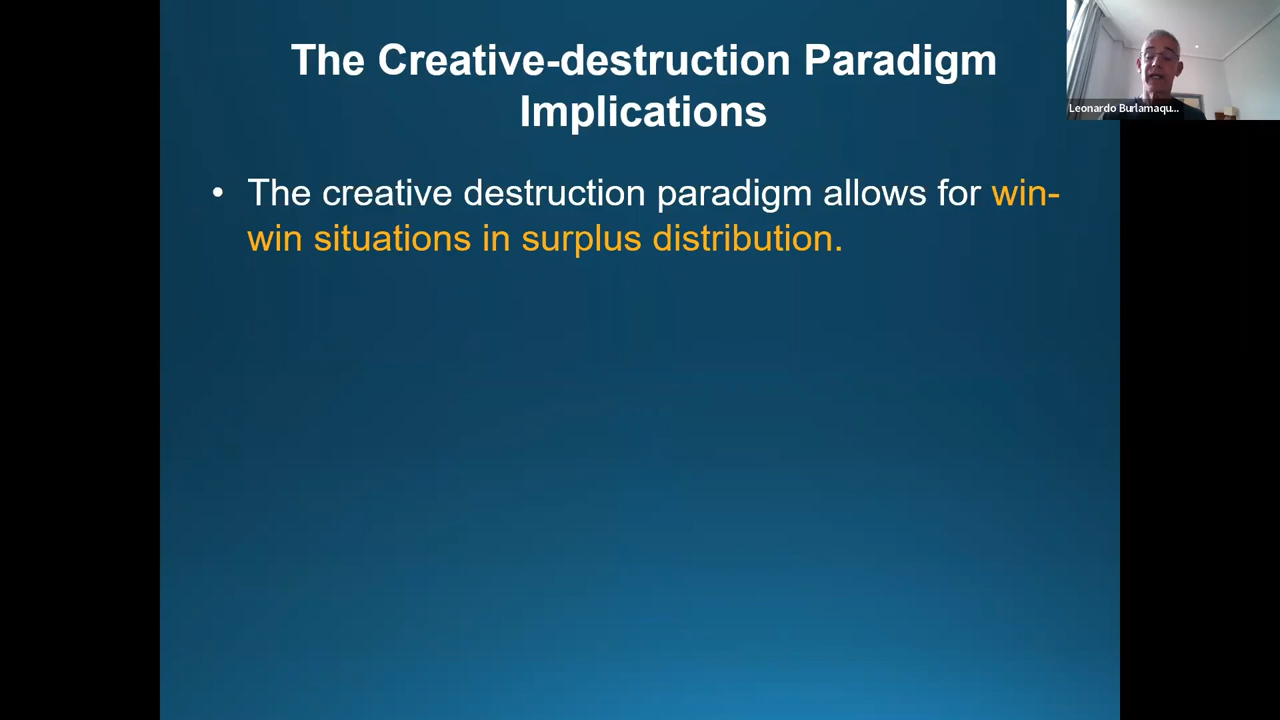 The Creative-destruction Paradigm
Implications
Leonardo Burlamaqu...
• The creative destruction paradigm allows for win-
win situations in surplus distribution.